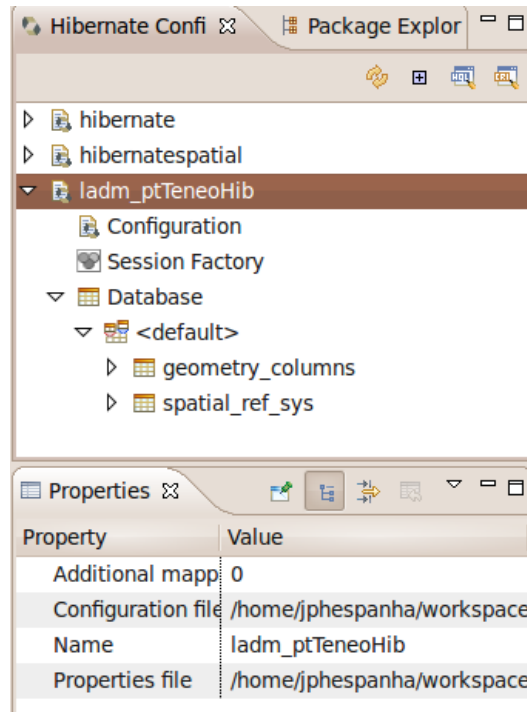 Hibernate Confi Package Explor
hibernate
hibernatespatial
ladm_ptTeneoHib
Configuration
Session Factory
Database
<default>
geometry_columns
spatial_ref_sys
Properties
Property Value
Additional mapp 0
Configuration file /home/jphespanha/workspace
Name ladm_ptTeneoHib
Properties file /home/jphespanha/workspace